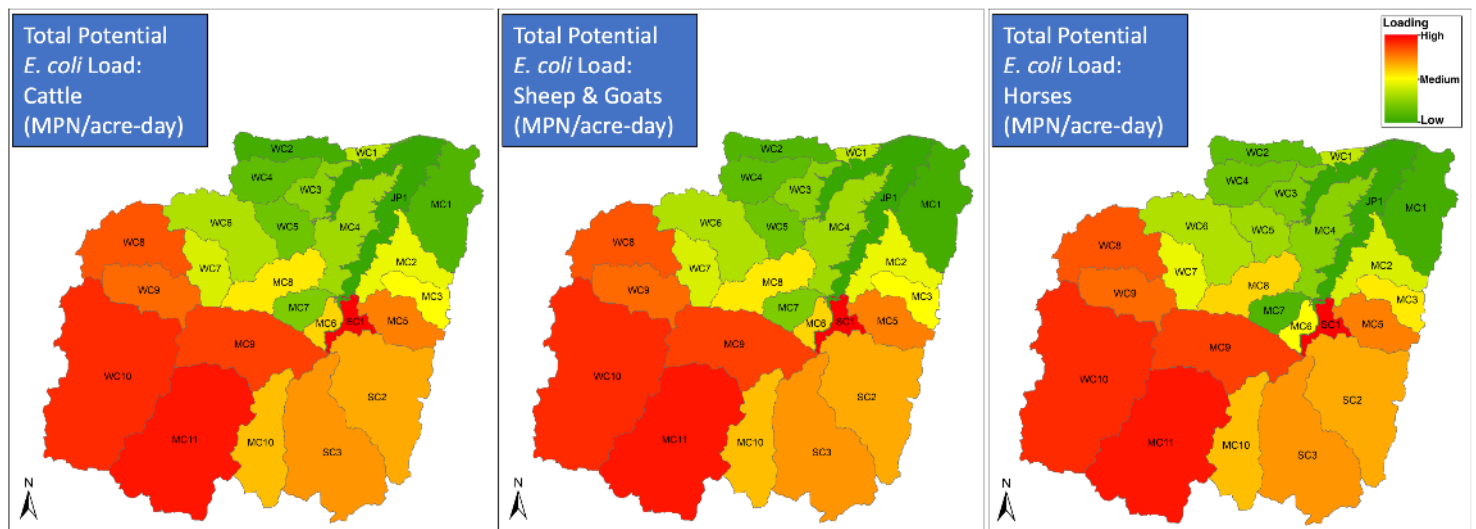 Total Potential
E. coli Load:
Cattle
(MPN/acre-day)
WC2
WC1
WC4
WC3
JP1
MC1
WC6
WC5
MC4
WC8
WC7
MC2
MC8
WC9
MC3
MC7
MC6
SC1
MC5
MC9
WC10
SC2
MC11
MC10
SC3
N
Total Potential
E. coli Load:
Sheep & Goats
(MPN/acre-day)
WC2
WC1
WC4
WC3
JP1
MC1
WC6
WC5
MC4
WC8
WC7
MC2
MC8
WC9
MC3
MC7
MC6
SC1
MC5
MC9
WC10
SC2
MC11
MC10
SC3
N
Total Potential
E. coli Load:
Horses
(MPN/acre-day)
Loading
High
Medium
Low
WC2
WC1
WC4
WC3
JP1
MC1
WC6
WC5
MC4
WC8
WC7
MC2
MC8
WC9
MC3
MC7
MC6
SC1
MC5
MC9
WC10
SC2
MC11
MC10
SC3
N